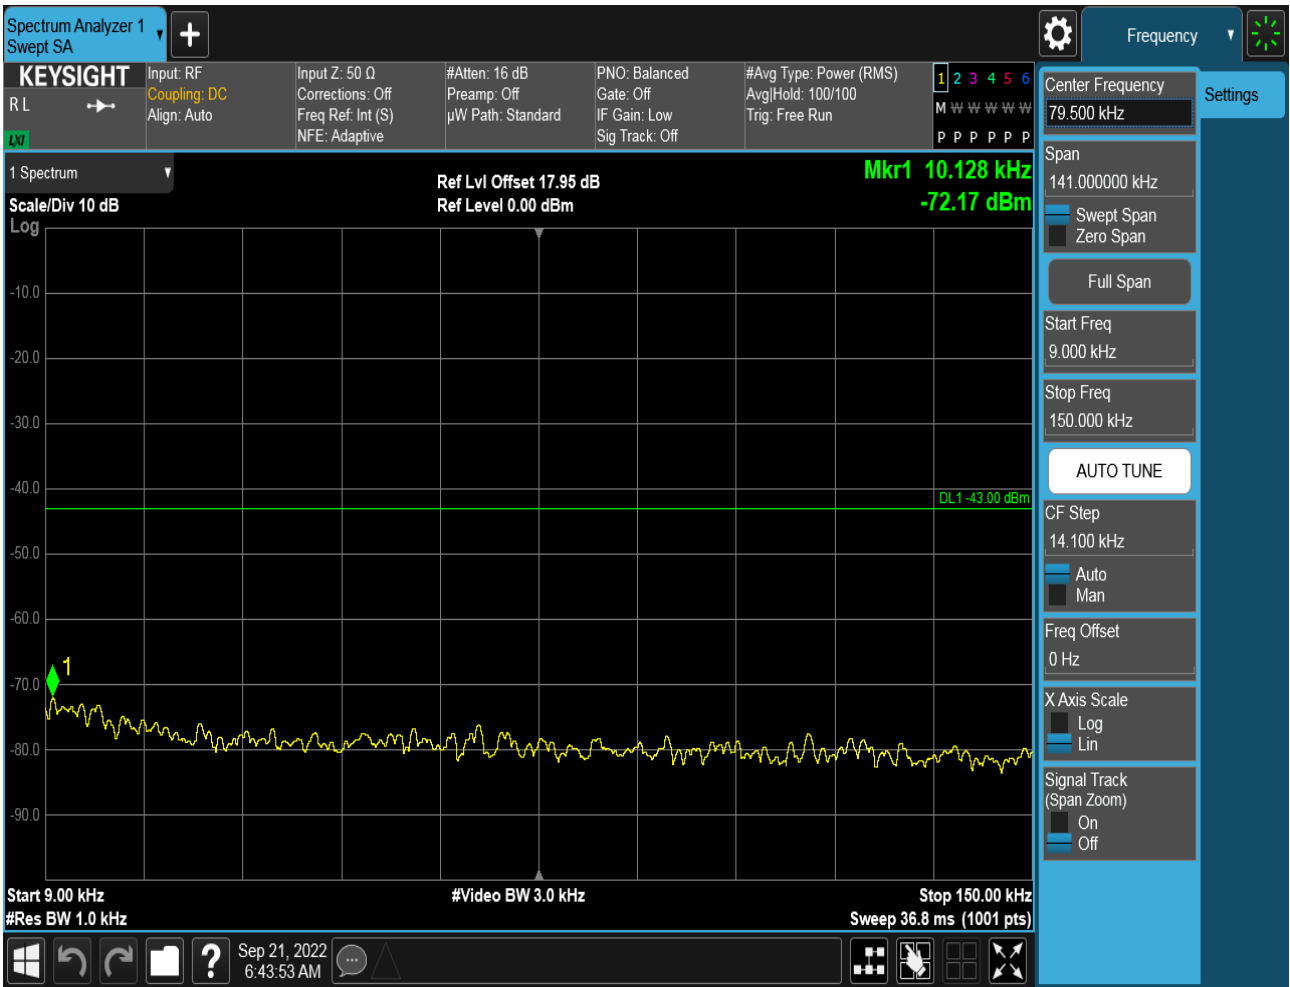 Spectrum Analyzer 1
Swept SA
Frequency
KEYSIGHT
R L
LXI
Input: RF
Coupling: DC
Align: Auto
Input Z: 50 Ω
Corrections: Off
Freq Ref: Int (S)
NFE: Adaptive
#Atten: 16 dB
Preamp: Off
µW Path: Standard
PNO: Balanced
Gate: Off
IF Gain: Low
Sig Track: Off
#Avg Type: Power (RMS)
Avg|Hold: 100/100
Trig: Free Run
1 2 3 4 5 6
M W W W W W
P P P P P P
1 Spectrum
Scale/Div 10 dB
Log
Ref Lvl Offset 17.95 dB
Ref Level 0.00 dBm
Mkr1 10.128 kHz
-72.17 dBm
-10.0
-20.0
-30.0
-40.0
DL1 -43.00 dBm
-50.0
-60.0
1
-70.0
-80.0
-90.0
Start 9.00 kHz
#Video BW 3.0 kHz
Stop 150.00 kHz
#Res BW 1.0 kHz
Sweep 36.8 ms (1001 pts)
Center Frequency
79.500 kHz
Settings
Span
141.000000 kHz
Swept Span
Zero Span
Full Span
Start Freq
9.000 kHz
Stop Freq
150.000 kHz
AUTO TUNE
CF Step
14.100 kHz
Auto
Man
Freq Offset
0 Hz
X Axis Scale
Log
Lin
Signal Track
(Span Zoom)
On
Off
?
Sep 21, 2022
6:43:53 AM